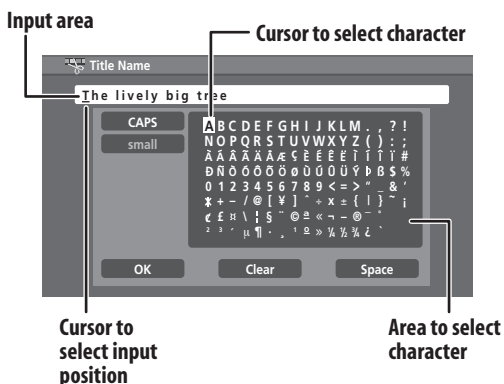 Input area
Cursor to select character
Title Name
The lively big tree
CAPS
small
A B C D E F G H I J K L M . , ? !
N O P Q R S T U V W X Y Z ( ) : ;
À Á Â Ã Ä Å Æ Ç È É Ê Ë Ì Í Î Ï #
Ð Ñ Ò Ó Ô Õ Ö ø Ù Ú Û Ü Ý Þ ß $ %
0 1 2 3 4 5 6 7 8 9 < = > " _ & '
* + – / @ [ ¥ ] ^ ÷ x ± { | } ~ ¡
¢ £ ¤ \ ¦ § ¨ © ª « ¬ – ® ¯ °
² ³ ´ µ ¶ · ¸ ¹ º » ¼ ½ ¾ ¿ `
OK
Clear
Space
Cursor to
select input
position
Area to select
character